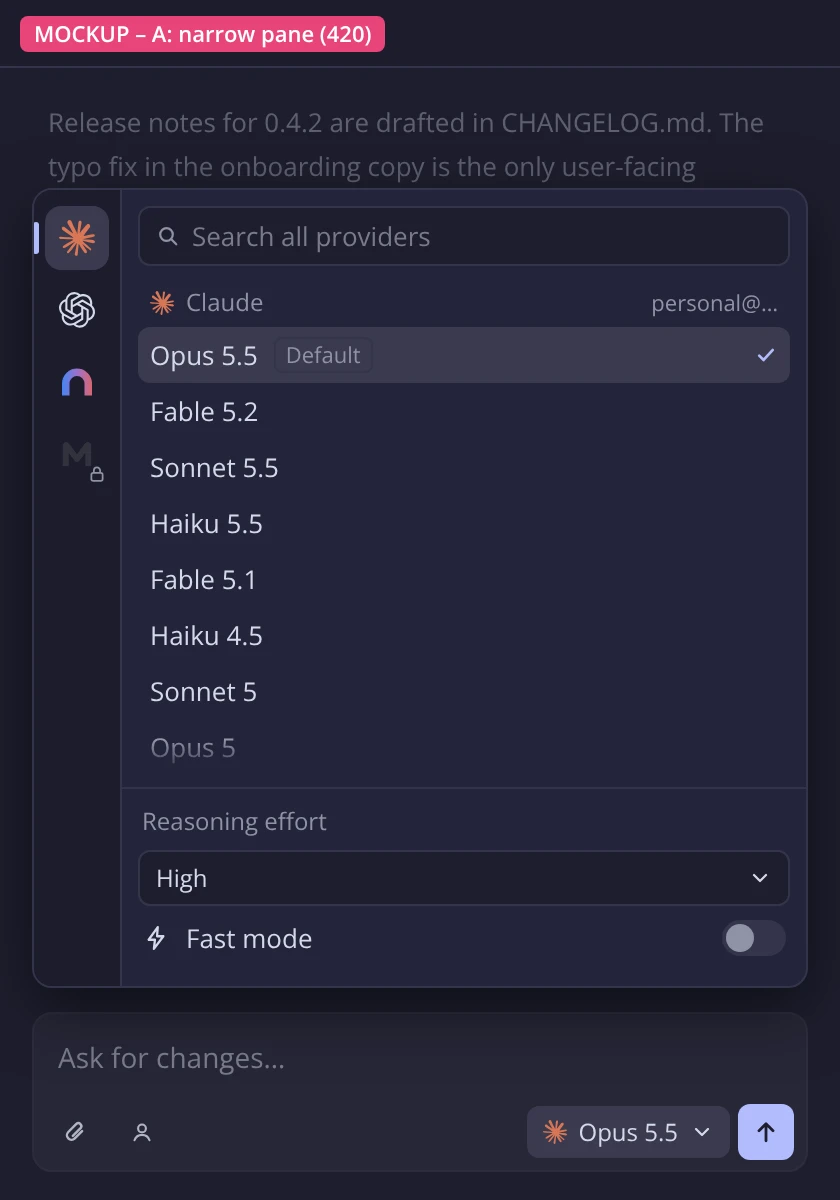 MOCKUP – A: narrow pane (420)
Release notes for 0.4.2 are drafted in CHANGELOG.md. The
typo fix in the onboarding copy is the only user-facing
Search all providers
Claude personal@...
Opus 5.5 Default
Fable 5.2
Sonnet 5.5
Haiku 5.5
Fable 5.1
Haiku 4.5
Sonnet 5
Opus 5
Reasoning effort
High
Fast mode
Ask for changes...
Opus 5.5